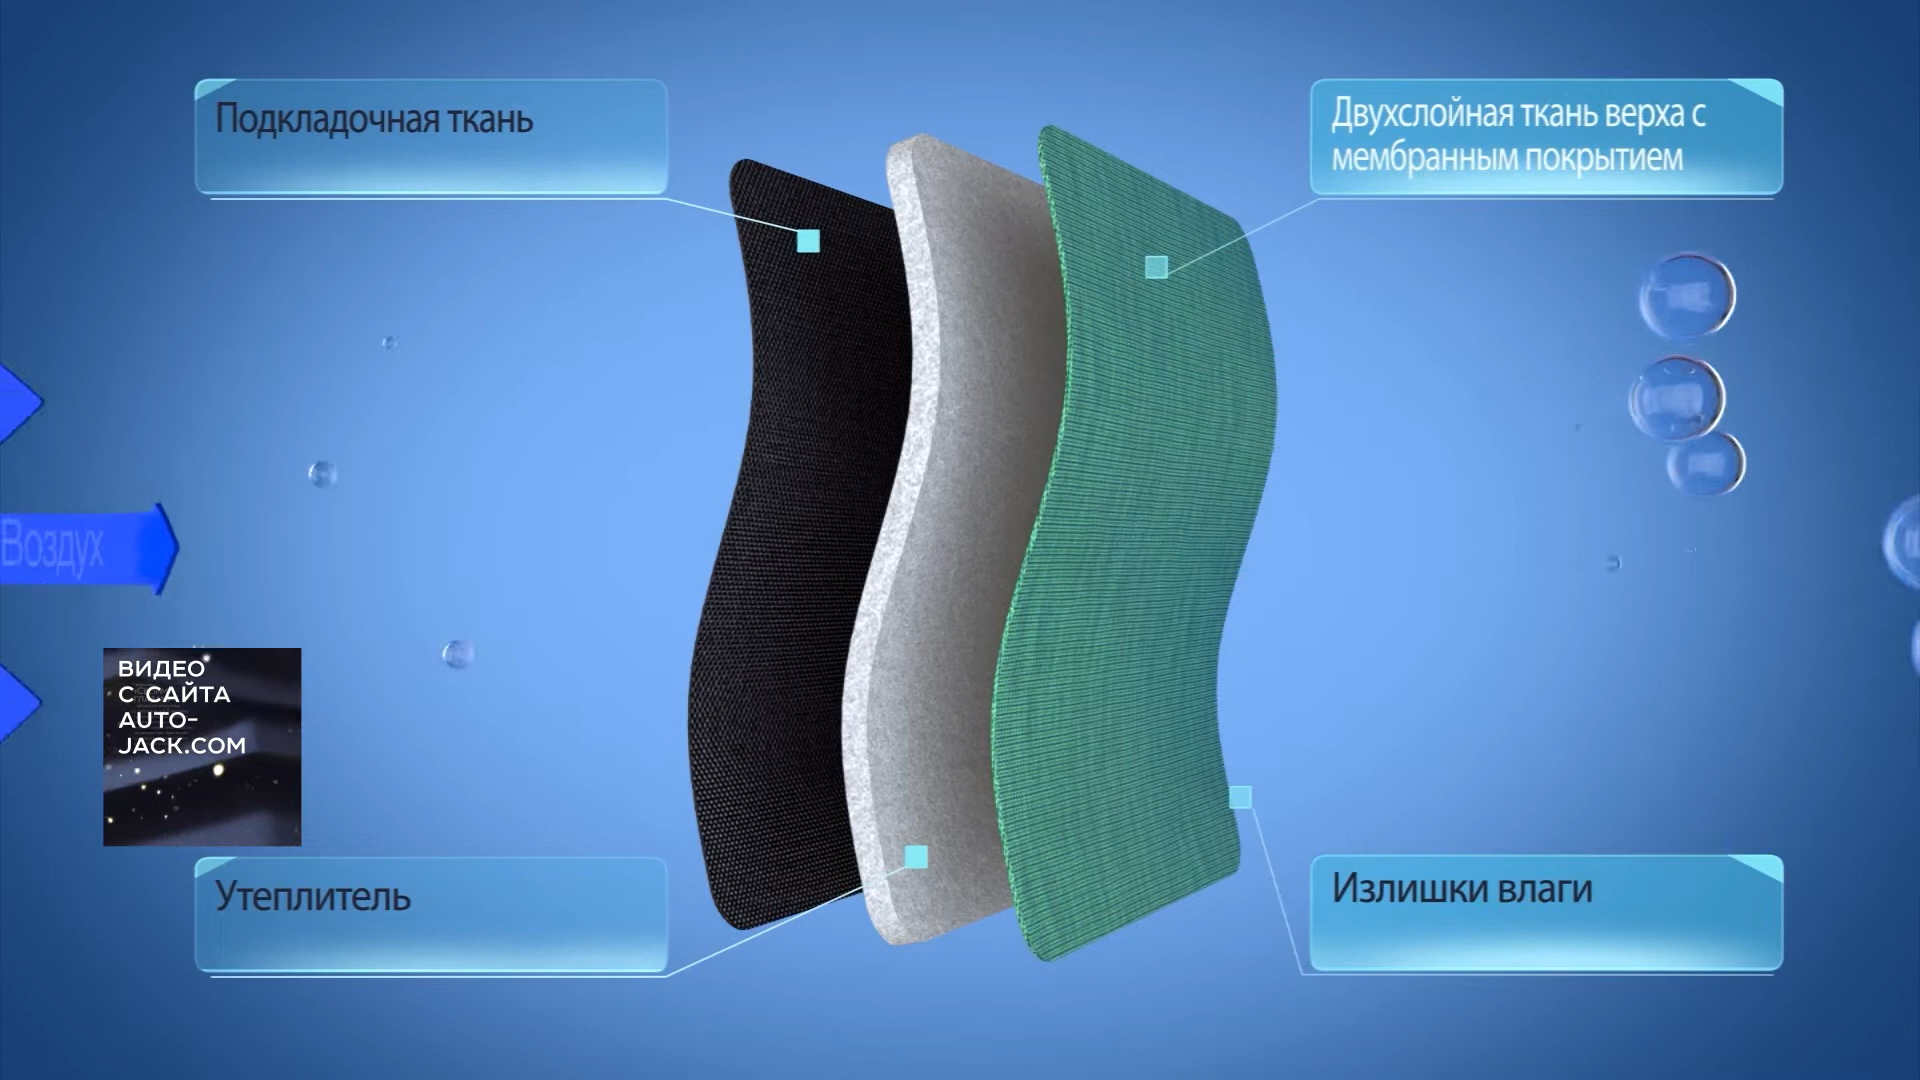 Подкладочная ткань
Двухслойная ткань верха с
мембранным покрытием
Воздух
ВИДЕО
С САЙТА
AUTO-
JACK.COM
Утеплитель
Излишки влаги